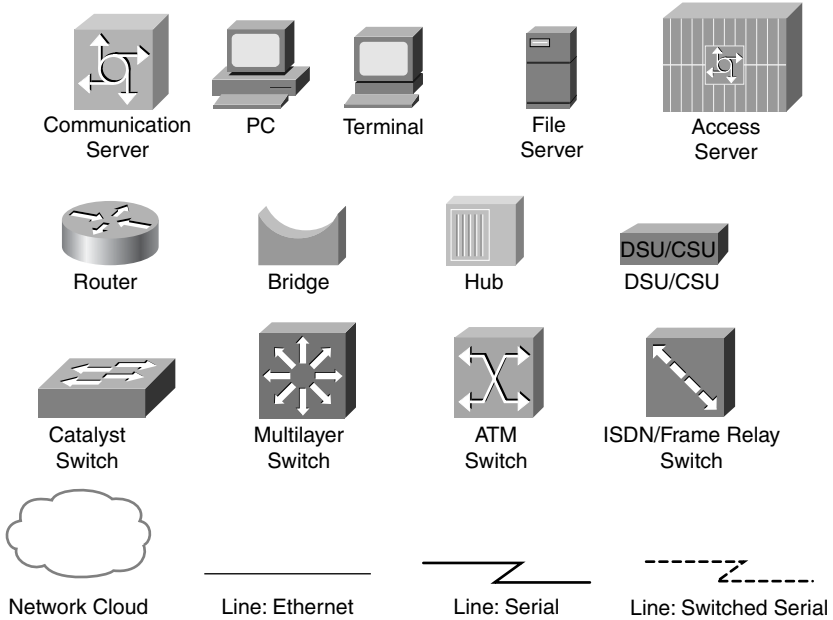 Communication
Server
PC
Terminal
File
Server
Access
Server
Router
Bridge
Hub
DSU/CSU
DSU/CSU
Catalyst
Switch
Multilayer
Switch
ATM
Switch
ISDN/Frame Relay
Switch
Network Cloud
Line: Ethernet
Line: Serial
Line: Switched Serial